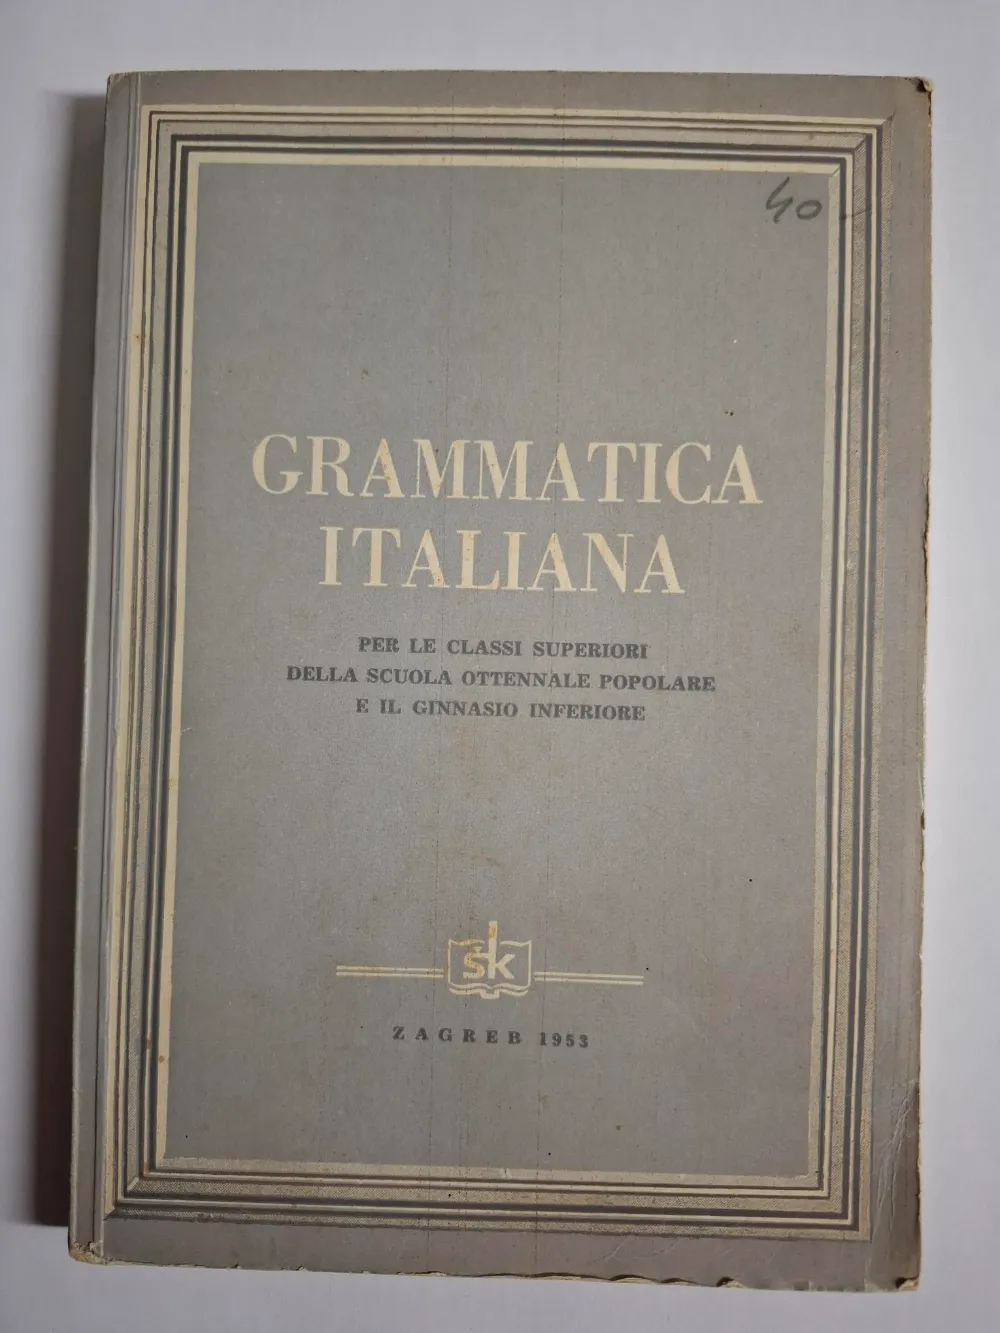 40-
GRAMMATICA
ITALIANA
PER LE CLASSI SUPERIORI
DELLA SCUOLA OTTENNALE POPOLARE
E IL GINNASIO INFERIORE
šk
ZAGREB 1953